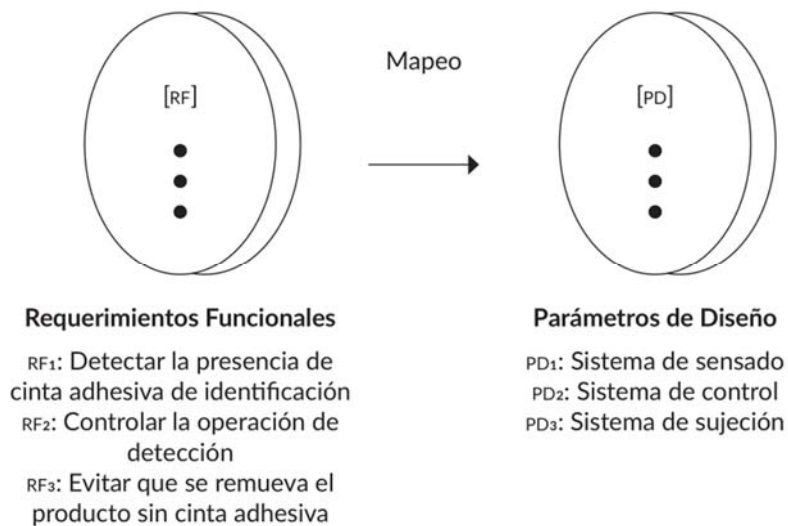 Mapeo
[RF]
[PD]
Requerimientos Funcionales
RF1: Detectar la presencia de
cinta adhesiva de identificación
RF2: Controlar la operación de
detección
RF3: Evitar que se remueva el
producto sin cinta adhesiva
Parámetros de Diseño
PD1: Sistema de sensado
PD2: Sistema de control
PD3: Sistema de sujeción